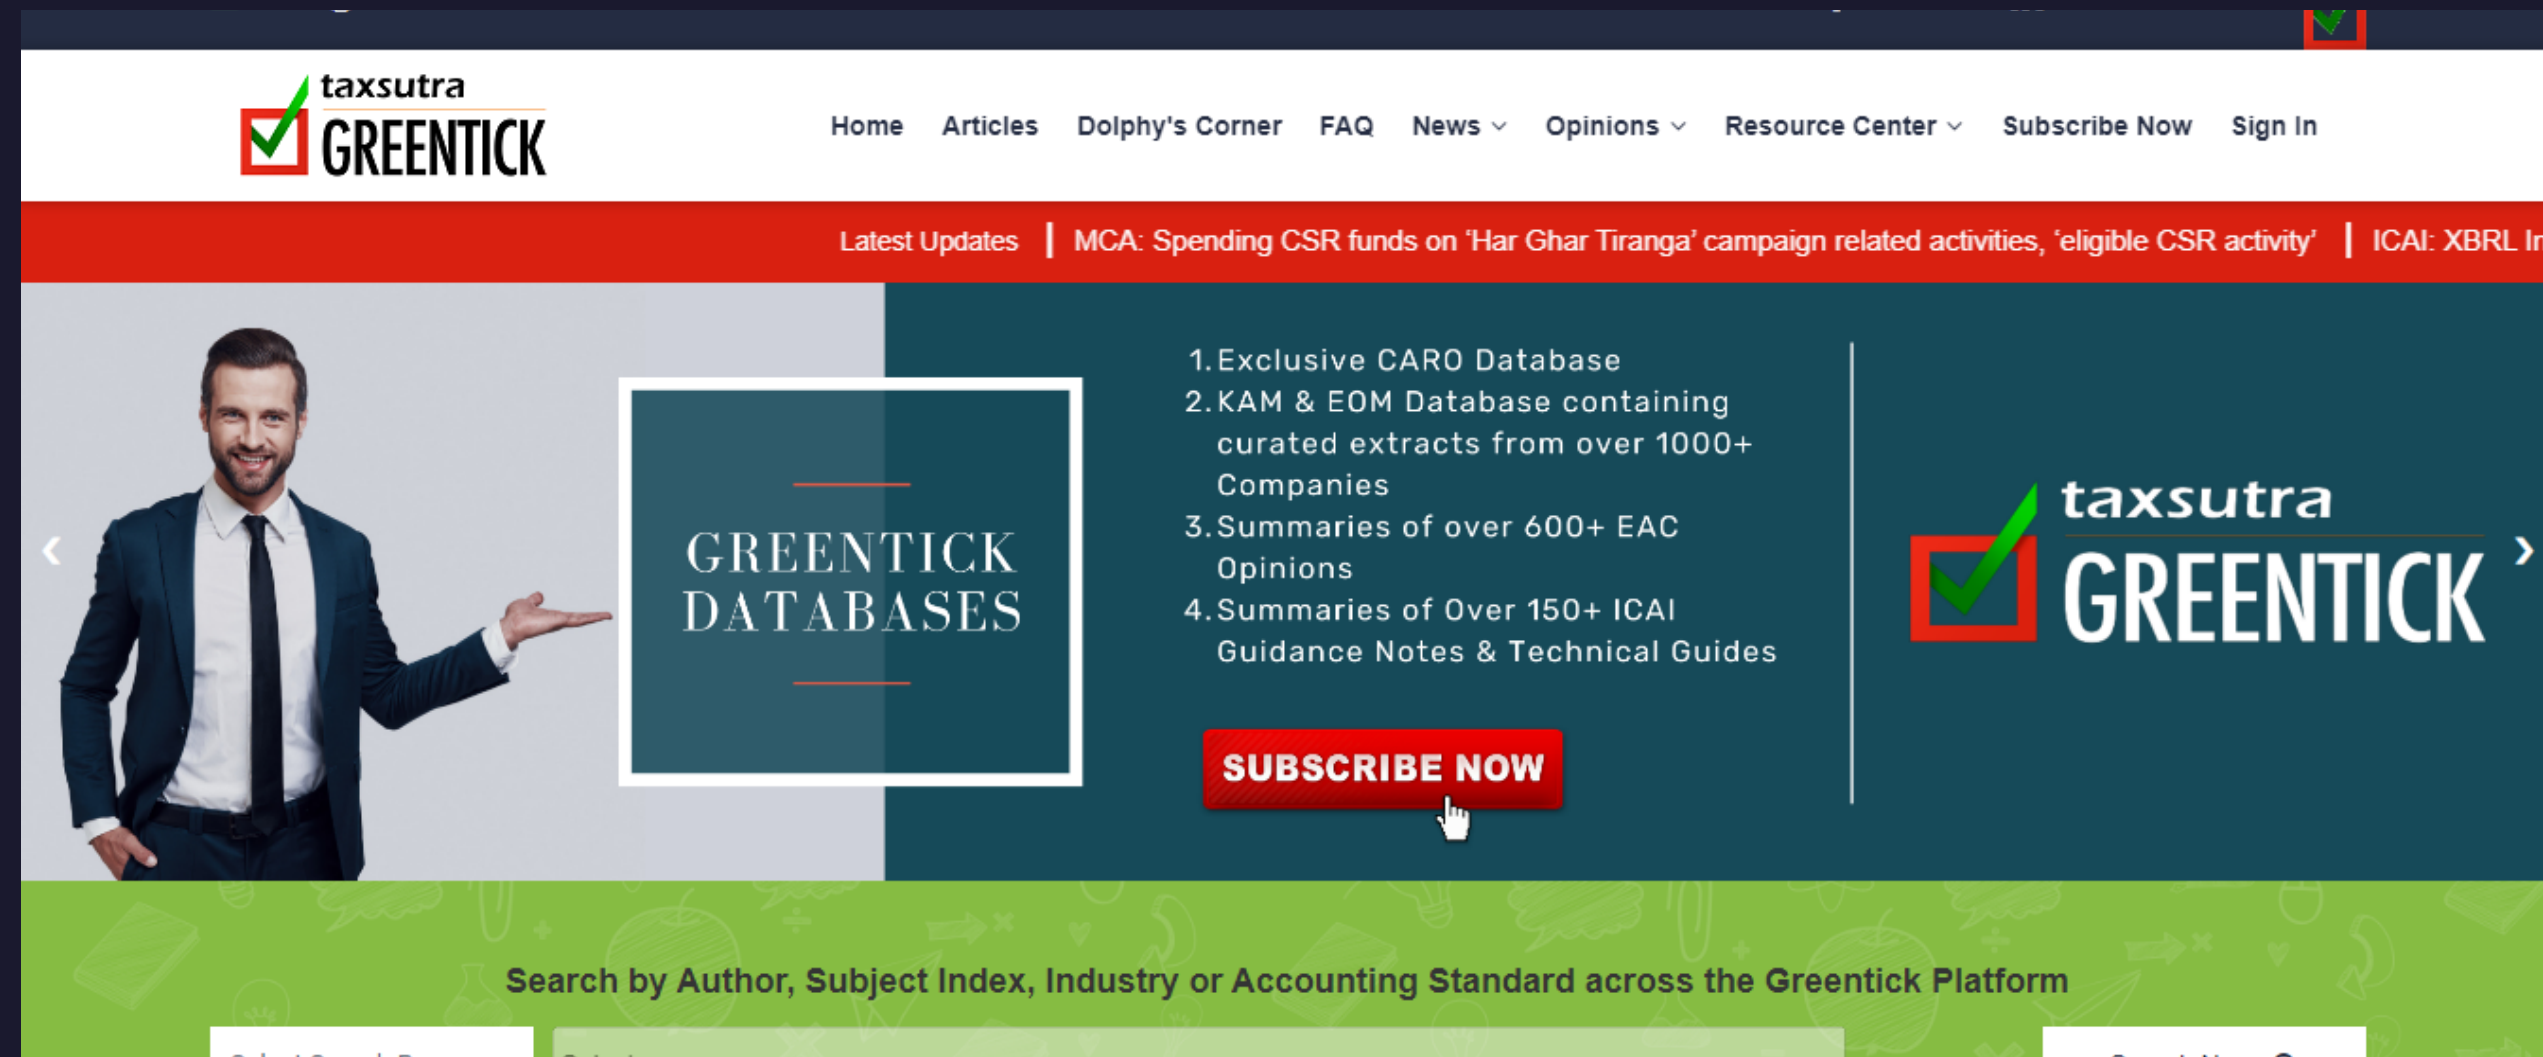 taxsutra
GREENTICK
Home Articles Dolphy's Corner FAQ News Opinions Resource Center Subscribe Now Sign In
Latest Updates | MCA: Spending CSR funds on ‘Har Ghar Tiranga’ campaign related activities, ‘eligible CSR activity’ | ICAI: XBRL
GREENTICK
DATABASES
1. Exclusive CARO Database
2. KAM & EOM Database containing
curated extracts from over 1000+
Companies
3. Summaries of over 600+ EAC
Opinions
4. Summaries of Over 150+ ICAI
Guidance Notes & Technical Guides
SUBSCRIBE NOW
taxsutra
GREENTICK
Search by Author, Subject Index, Industry or Accounting Standard across the Greentick Platform